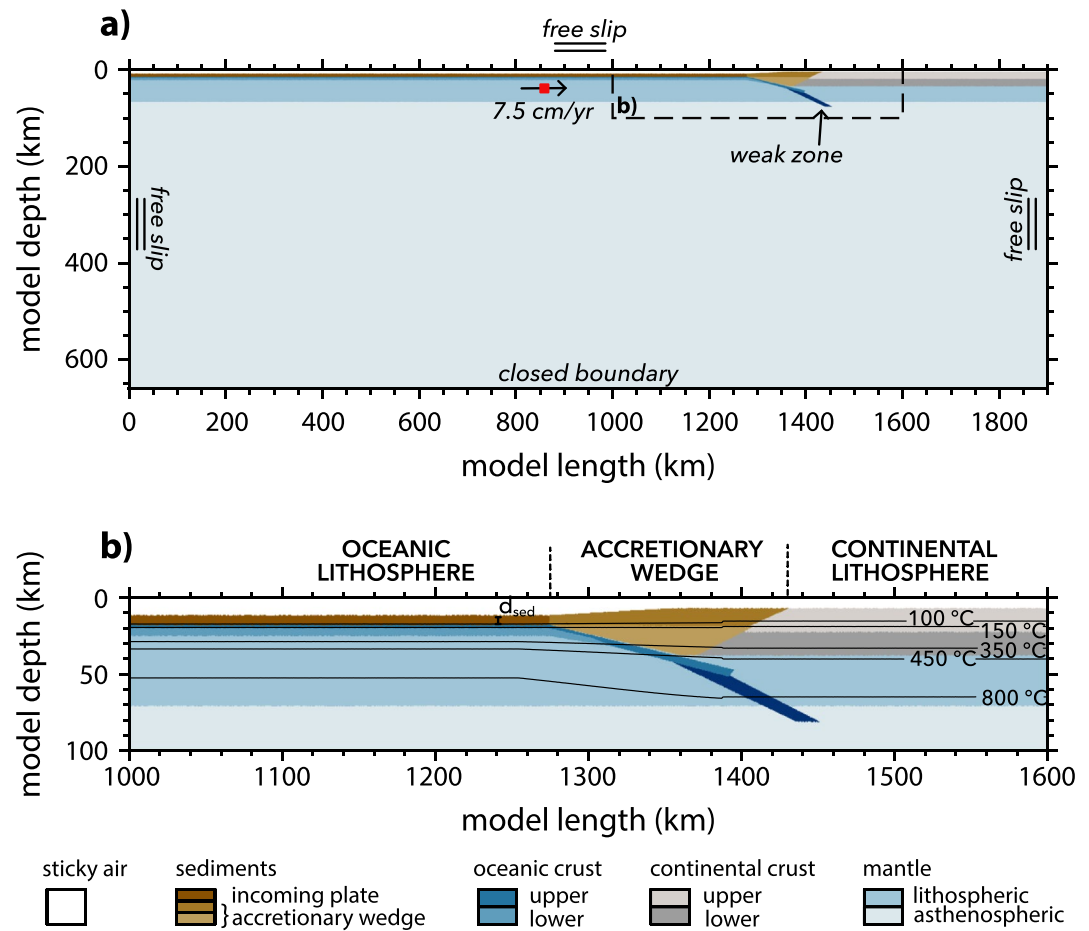 a)
free slip
0
200
400
600
model depth (km)
7.5 cm/yr
b)
weak zone
free slip
free slip
closed boundary
0 200 400 600 800 1000 1200 1400 1600 1800
model length (km)
b)
OCEANIC
LITHOSPHERE
ACCRETIONARY
WEDGE
CONTINENTAL
LITHOSPHERE
0
50
100
model depth (km)
dsed
100 °C
150 °C
350 °C
450 °C
800 °C
1000 1100 1200 1300 1400 1500 1600
model length (km)
sticky air
sediments
incoming plate
} accretionary wedge
oceanic crust
upper
lower
continental crust
upper
lower
mantle
lithospheric
asthenospheric